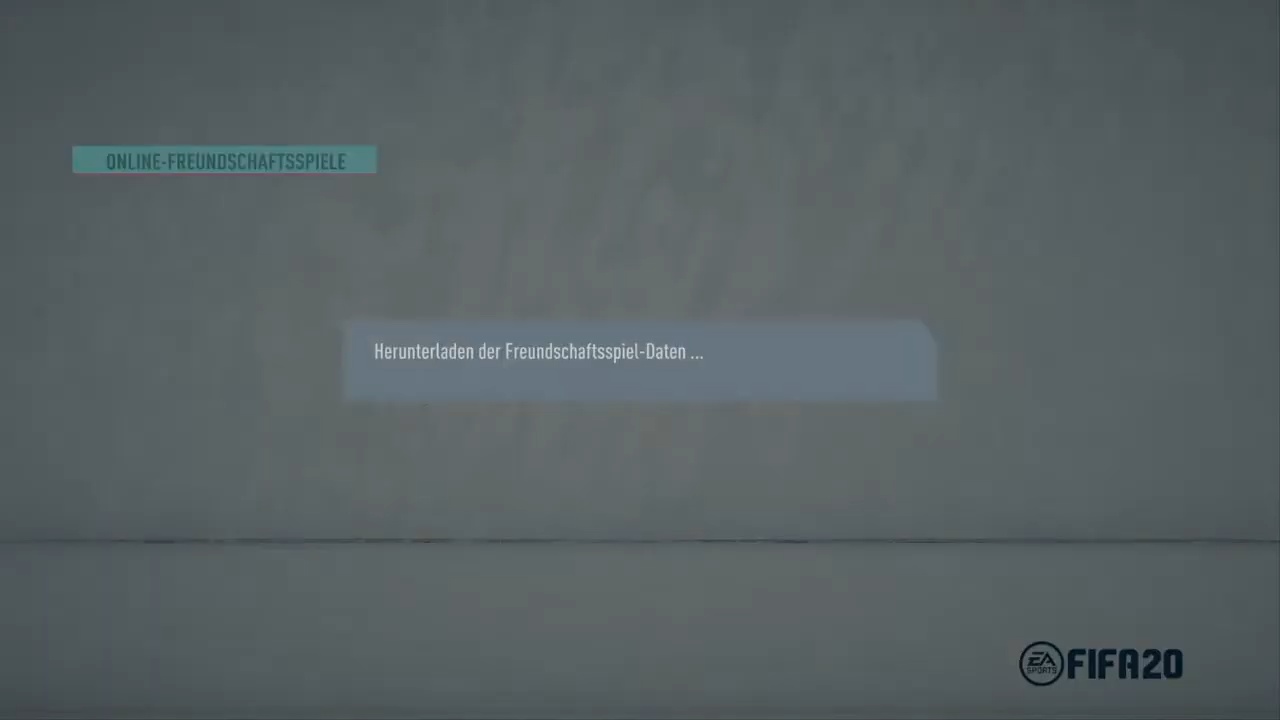 ONLINE-FREUNDSCHAFTSSPIELE
Herunterladen der Freundschaftsspiel-Daten ...
EA SPORTS FIFA20